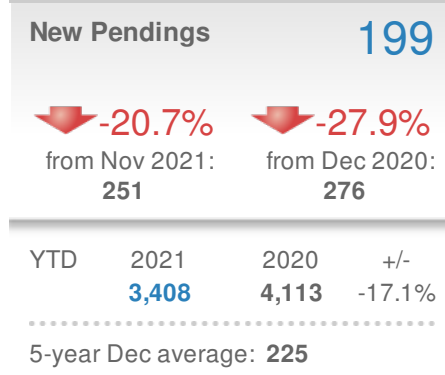 New Pendings 199
-20.7% -27.9%
from Nov 2021: from Dec 2020:
251 276
YTD 2021 2020 +/-
3,408 4,113 -17.1%
5-year Dec average: 225